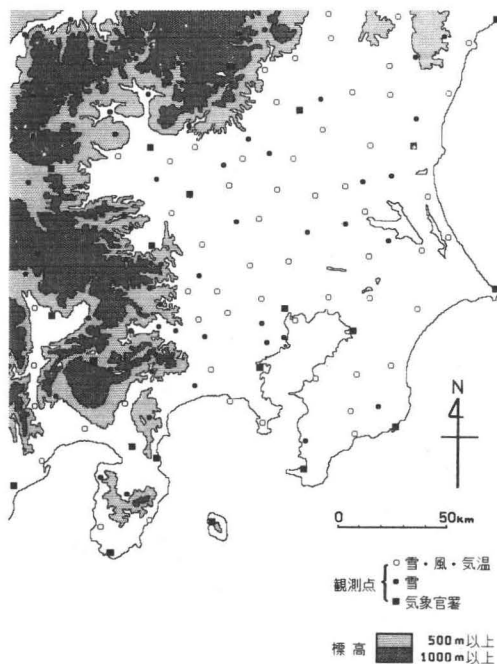 N
0 50km
○ 雪・風・気温
観測点 ● 雪
■ 気象官署
標高 500m以上
1000m以上